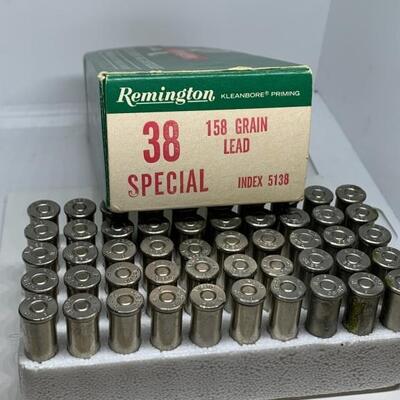 Remington KLEANBORE® PRIMING
38 158 GRAIN
LEAD
SPECIAL INDEX 5138